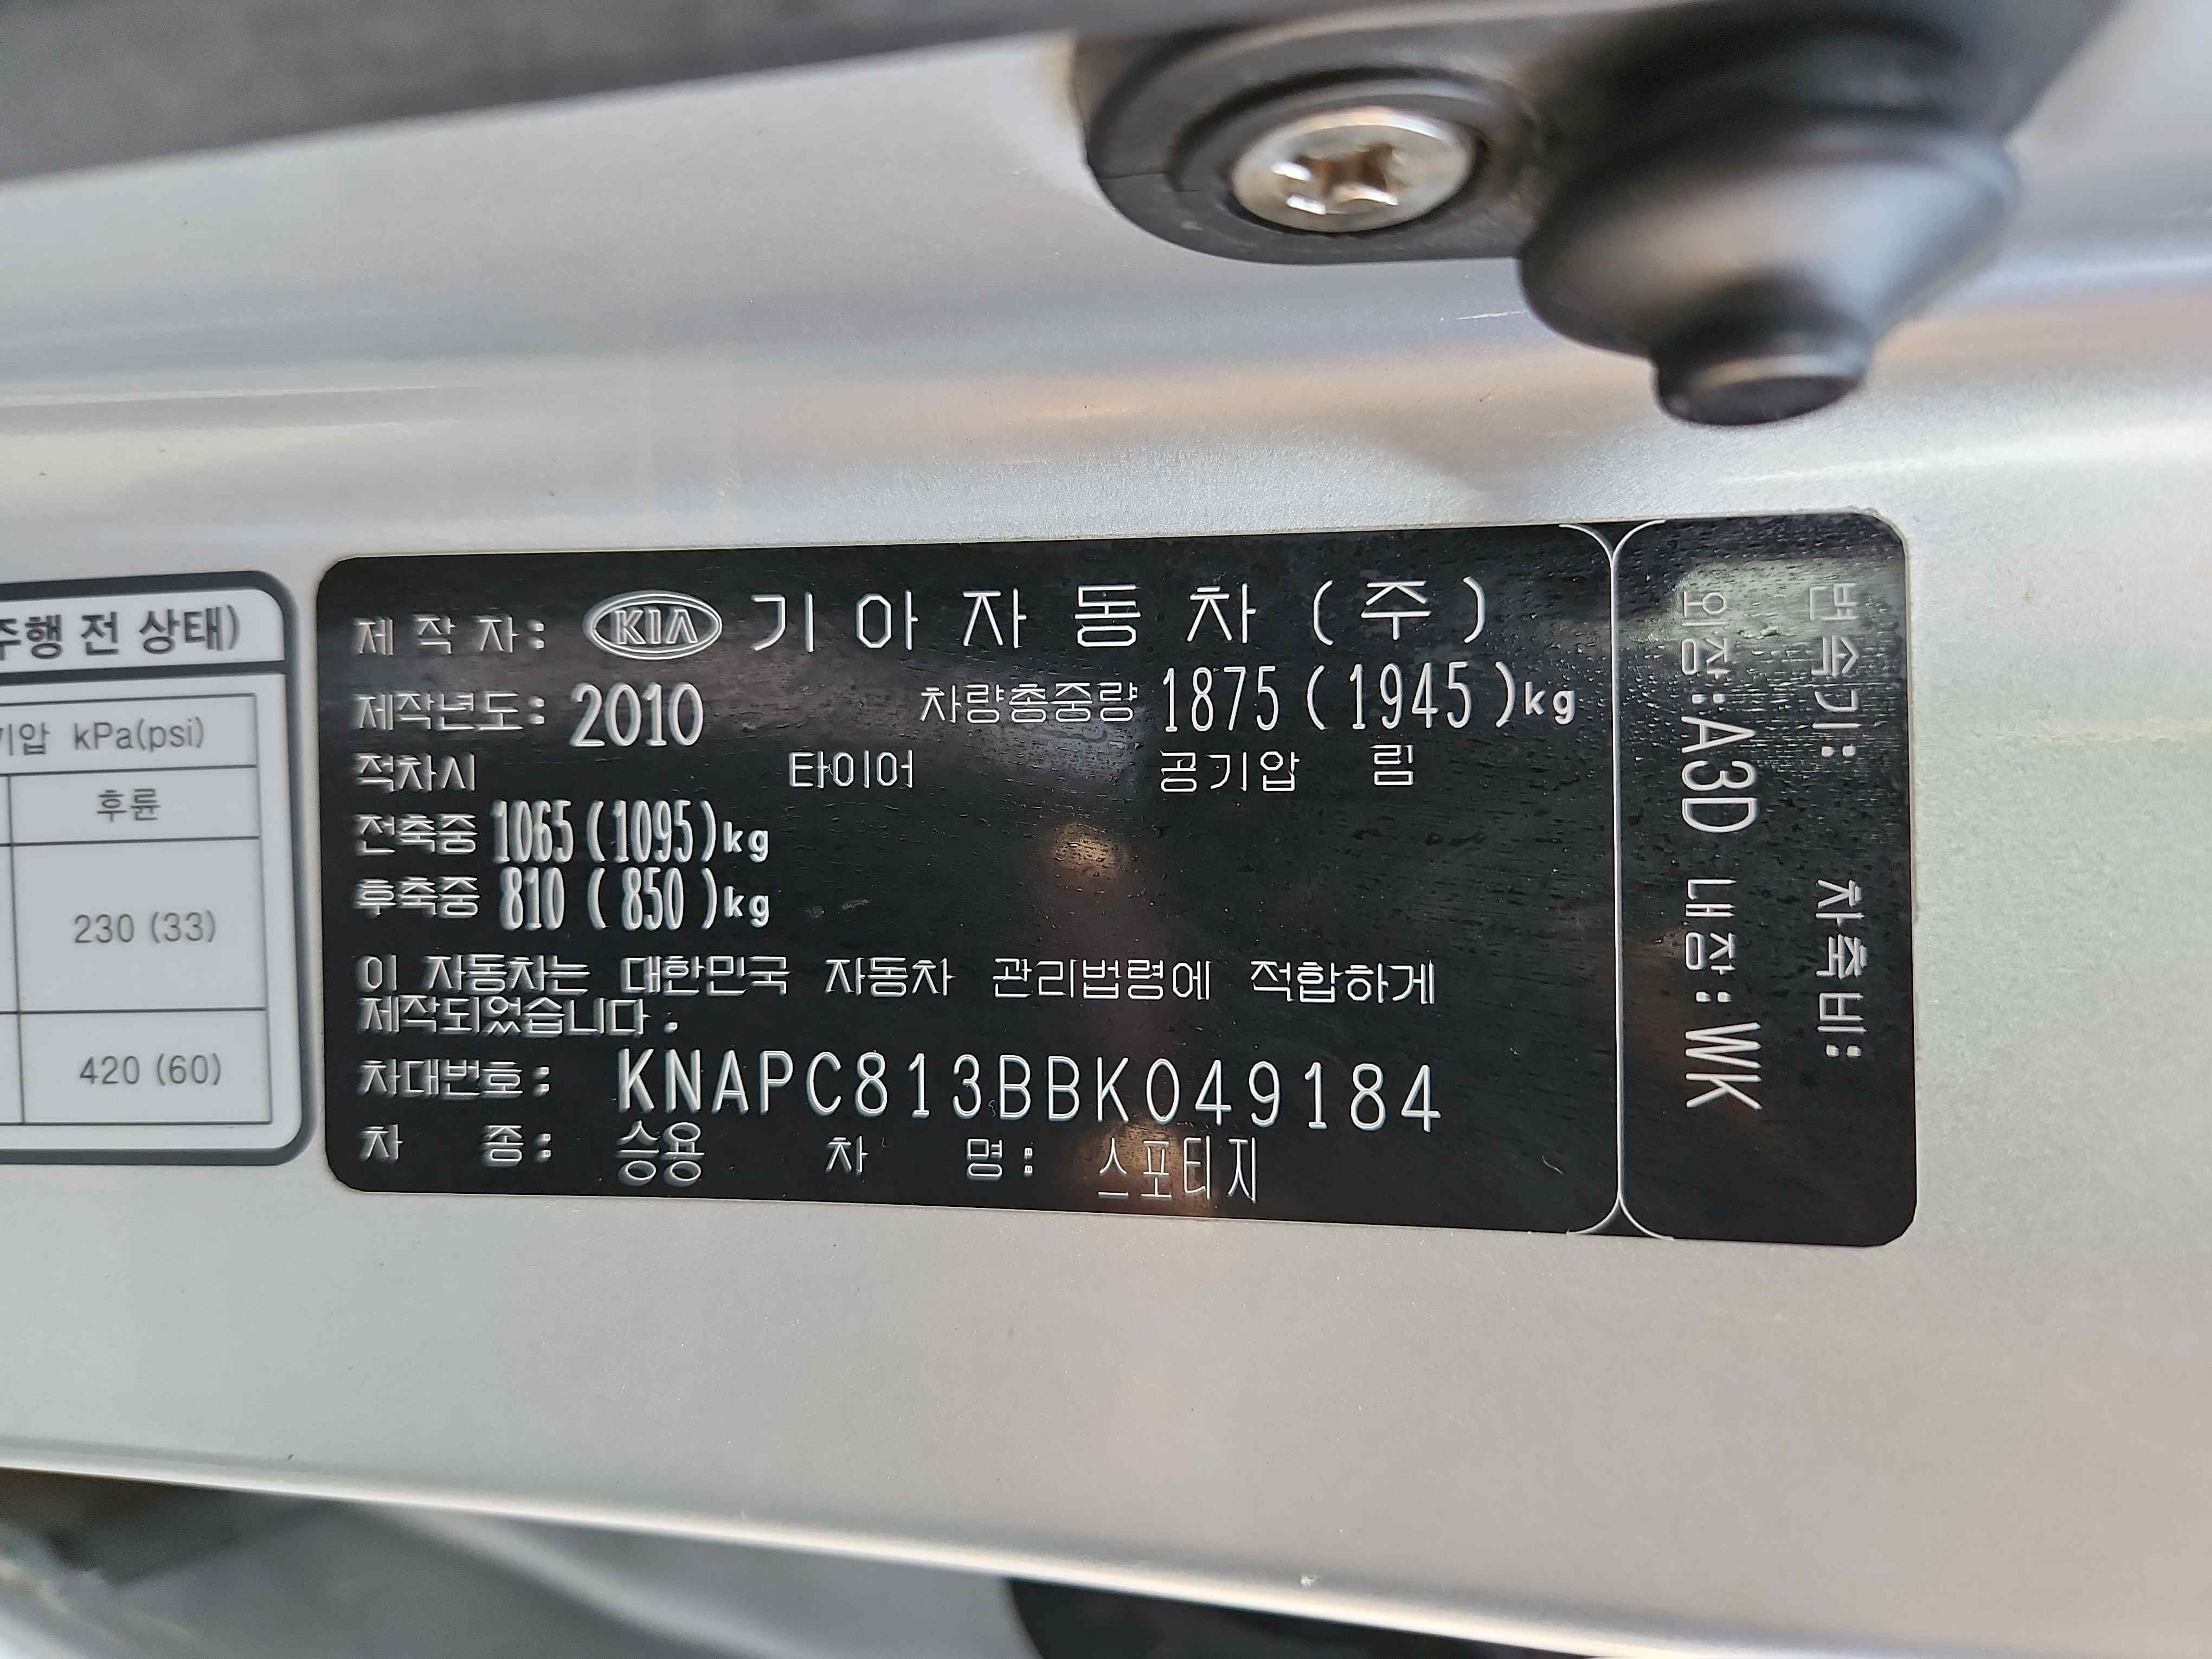 주행 전 상태)
기압 kPa(psi)
후륜
230 (33)
420 (60)
제 작 자: KIA 기 아 자 동 차 (주)
제작년도: 2010 차량총중량 1875 (1945)kg
적차시 타이어 공기압 림
전축중 1065 (1095)kg
후축중 810 (850)kg
이 자동차는 대한민국 자동차 관리법령에 적합하게
제작되었습니다.
차대번호: KNAPC813BBK049184
차 종: 승용 차 명: 스포티지
변속기: 차축비:
외장:A3D 내장:WK